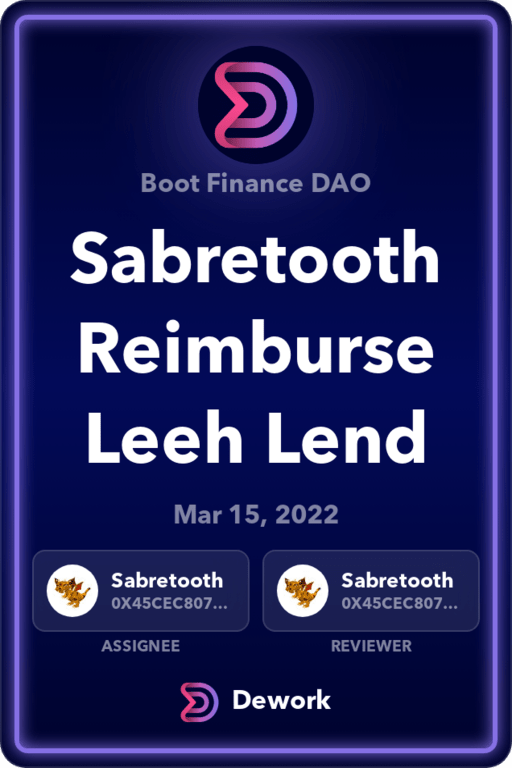 Boot Finance DAO
Sabretooth
Reimburse
Leeh Lend
Mar 15, 2022
Sabretooth
0X45CEC807...
ASSIGNEE
Sabretooth
0X45CEC807...
REVIEWER
Dework